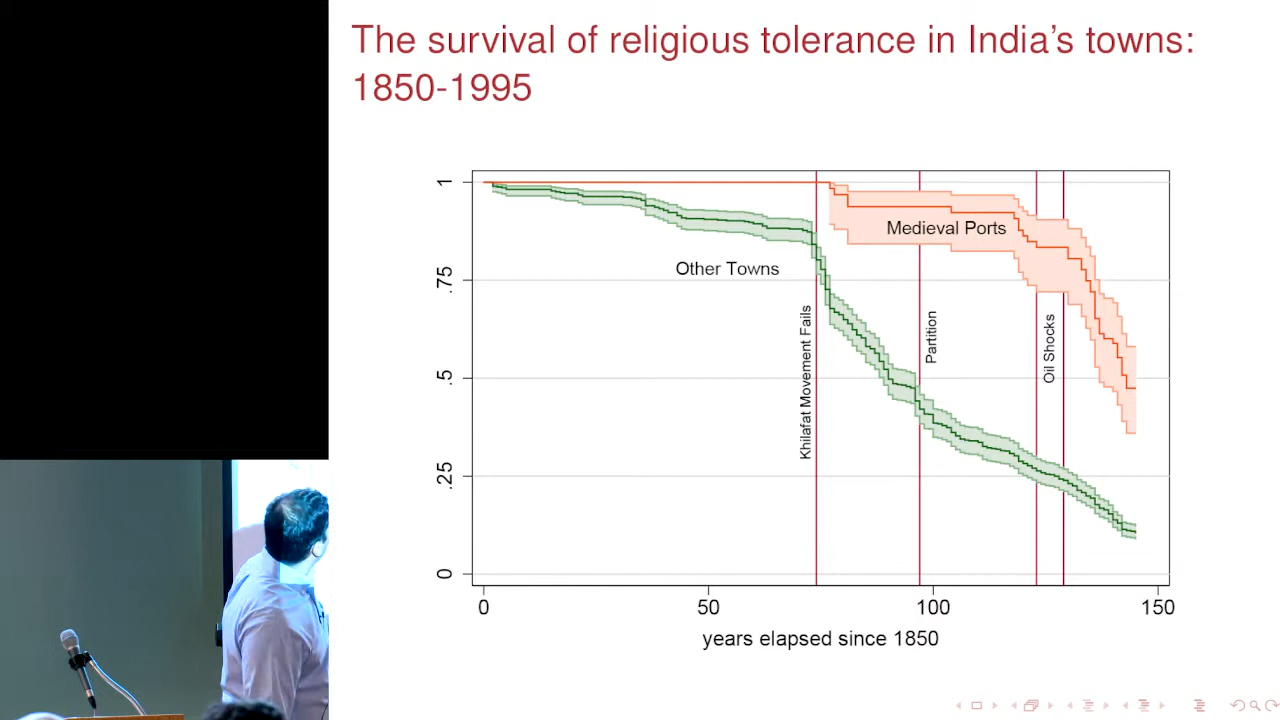 The survival of religious tolerance in India's towns:
1850-1995
1
.75
.5
.25
0
Medieval Ports
Other Towns
Khilafat Movement Fails
Partition
Oil Shocks
0
50
100
150
years elapsed since 1850